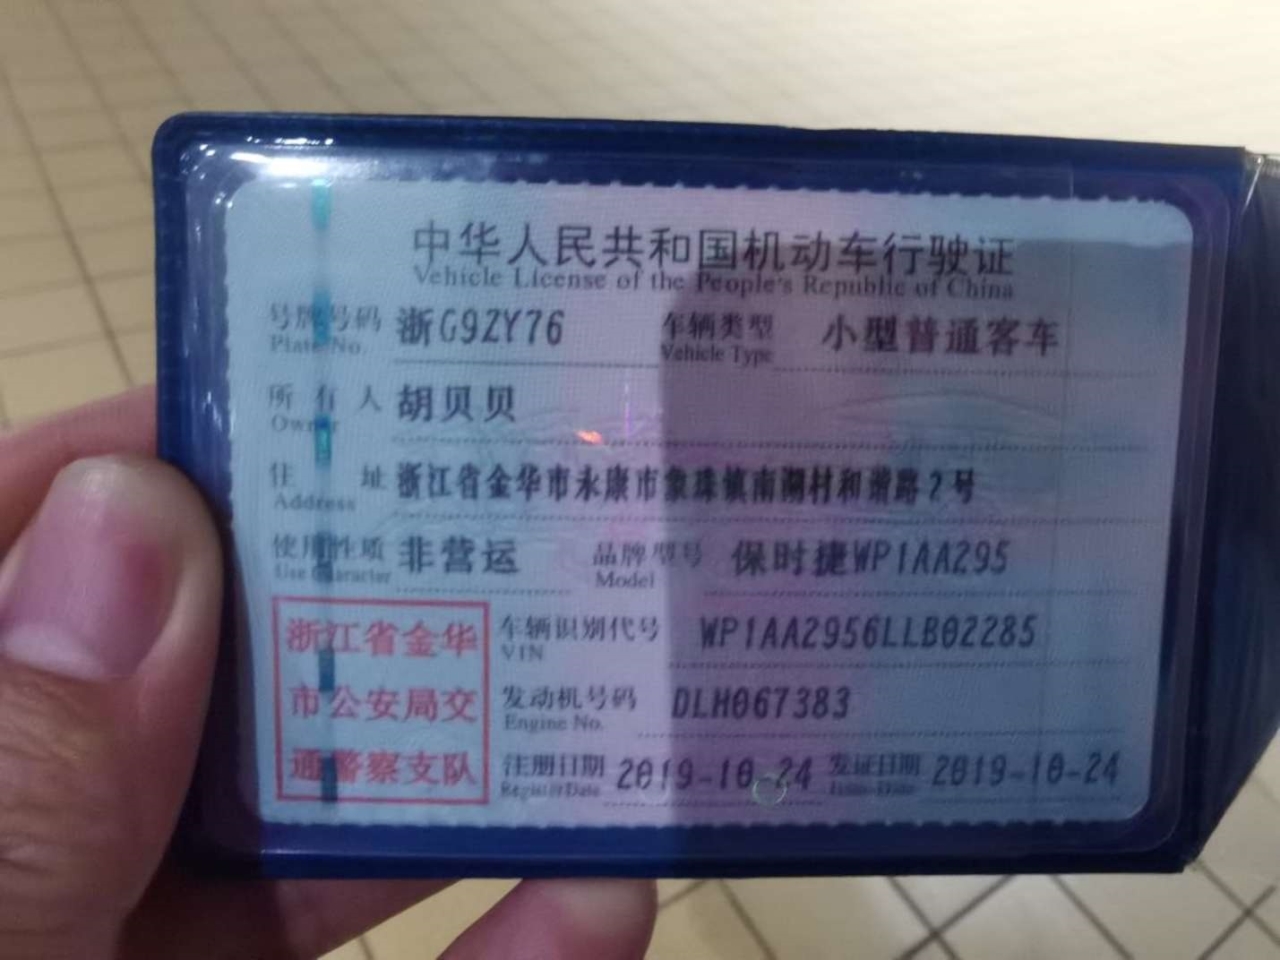 中华人民共和国机动车行驶证
Vehicle License of the People's Republic of China
号牌号码 浙G9ZY76 车辆类型 小型普通客车
Plate No. Vehicle Type
所有人 胡贝贝
Owner
住址 浙江省金华市永康市象珠镇南湖村和谐路2号
Address
使用性质 非营运 品牌型号 保时捷WP1AA295
Use Character Model
浙江省金华 车辆识别代号 WP1AA2956LLB02285
VIN
市公安局交 发动机号码 DLH067383
Engine No.
通警察支队 注册日期 2019-10-24 发证日期 2019-10-24
Register Date Issue Date